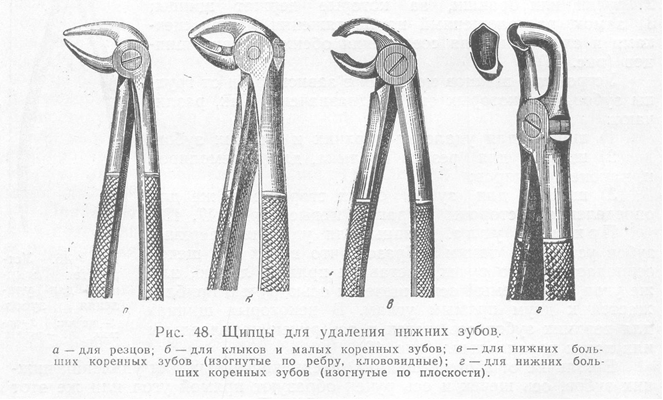 а
б
в
г
Рис. 48. Щипцы для удаления нижних зубов.
а — для резцов; б — для клыков и малых коренных зубов; в — для нижних боль-
ших коренных зубов (изогнутые по ребру, клювовидные); г — для нижних боль-
ших коренных зубов (изогнутые по плоскости).